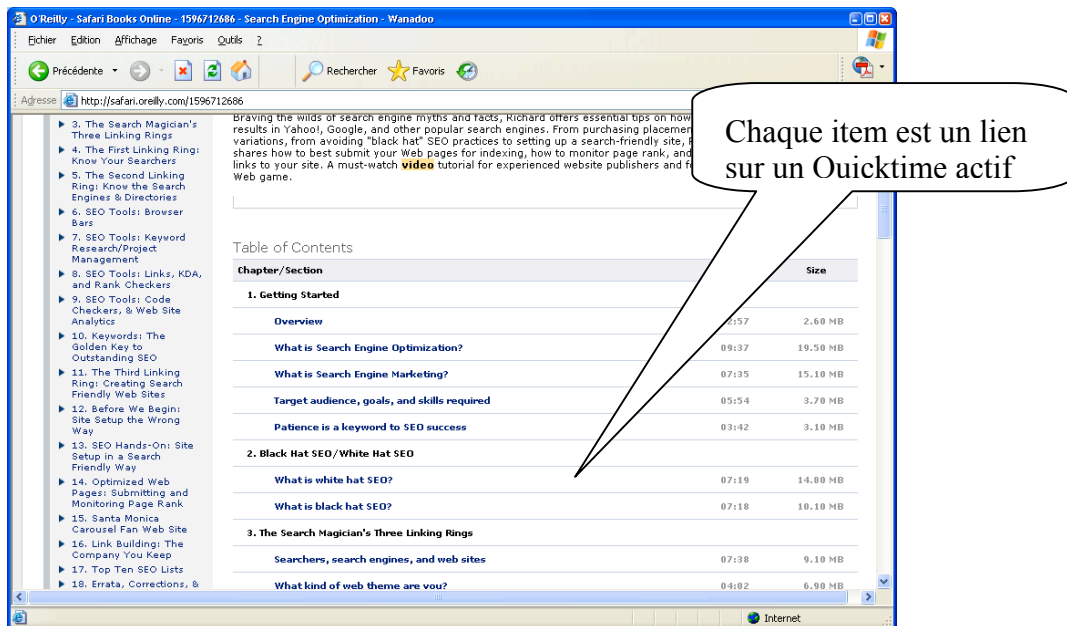 O'Reilly - Safari Books Online - 1596712686 - Search Engine Optimization - Wanadoo
Fichier Edition Affichage Favoris Outils ?
Précédente Rechercher Favoris
Adresse http://safari.oreilly.com/1596712686
3. The Search Magician's
Three Linking Rings
4. The First Linking Ring:
Know Your Searchers
5. The Second Linking
Ring: Know the Search
Engines & Directories
6. SEO Tools: Browser
Bars
7. SEO Tools: Keyword
Research/Project
Management
8. SEO Tools: Links, KDA,
and Rank Checkers
9. SEO Tools: Code
Checkers, & Web Site
Analytics
10. Keywords: The
Golden Key to
Outstanding SEO
11. The Third Linking
Ring: Creating Search
Friendly Web Sites
12. Before We Begin:
Site Setup the Wrong
Way
13. SEO Hands-On: Site
Setup in a Search
Friendly Way
14. Optimized Web
Pages: Submitting and
Monitoring Page Rank
15. Santa Monica
Carousel Fan Web Site
16. Link Building: The
Company You Keep
17. Top Ten SEO Lists
18. Errata, Corrections, &
Braving the wilds of search engine myths and facts, Richard offers essential tips on how
results in Yahoo!, Google, and other popular search engines. From purchasing placemen
variations, from avoiding "black hat" SEO practices to setting up a search-friendly site,
shares how to best submit your Web pages for indexing, how to monitor page rank, and
links to your site. A must-watch video tutorial for experienced website publishers and
Web game.
Chaque item est un lien
sur un Ouicktime actif
Table of Contents
Chapter/Section Size
1. Getting Started
Overview 2:57 2.60 MB
What is Search Engine Optimization? 09:37 19.50 MB
What is Search Engine Marketing? 07:35 15.10 MB
Target audience, goals, and skills required 05:54 3.70 MB
Patience is a keyword to SEO success 03:42 3.10 MB
2. Black Hat SEO/White Hat SEO
What is white hat SEO? 07:19 14.80 MB
What is black hat SEO? 07:18 10.10 MB
3. The Search Magician's Three Linking Rings
Searchers, search engines, and web sites 07:38 9.10 MB
What kind of web theme are you? 04:02 6.90 MB
Internet